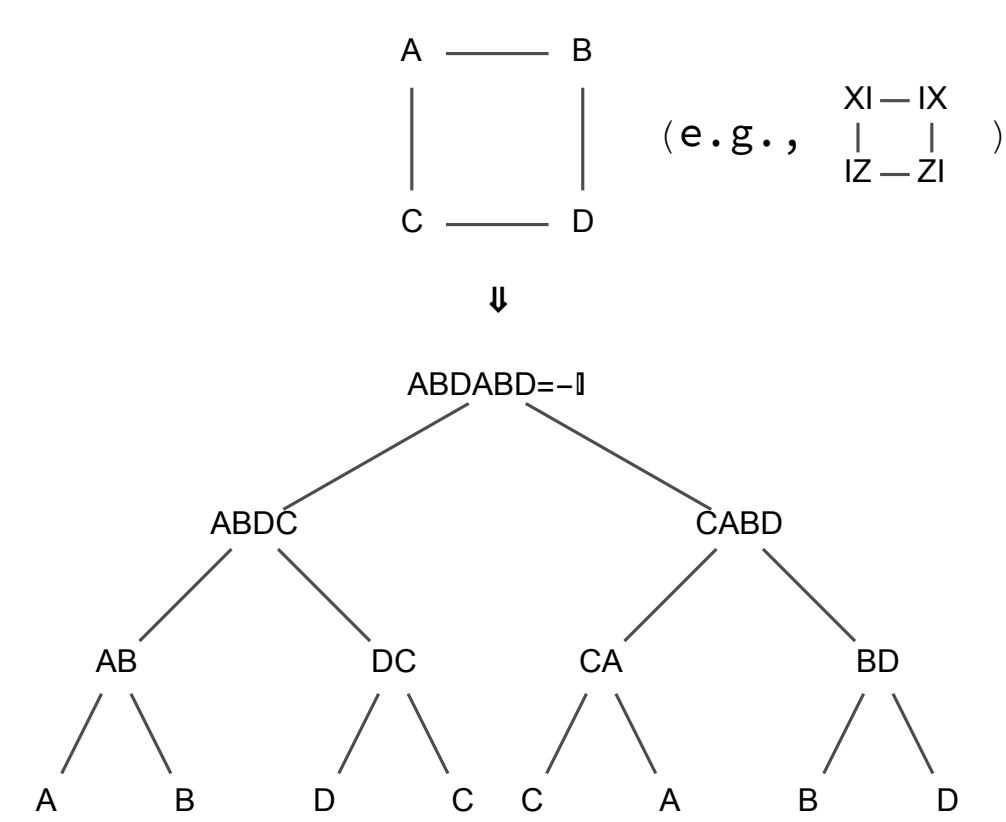 A B
XI IX
(e.g., )
IZ ZI
C D
⇓
ABDABD=−𝕀
ABDC CABD
AB DC CA BD
A B D C C A B D